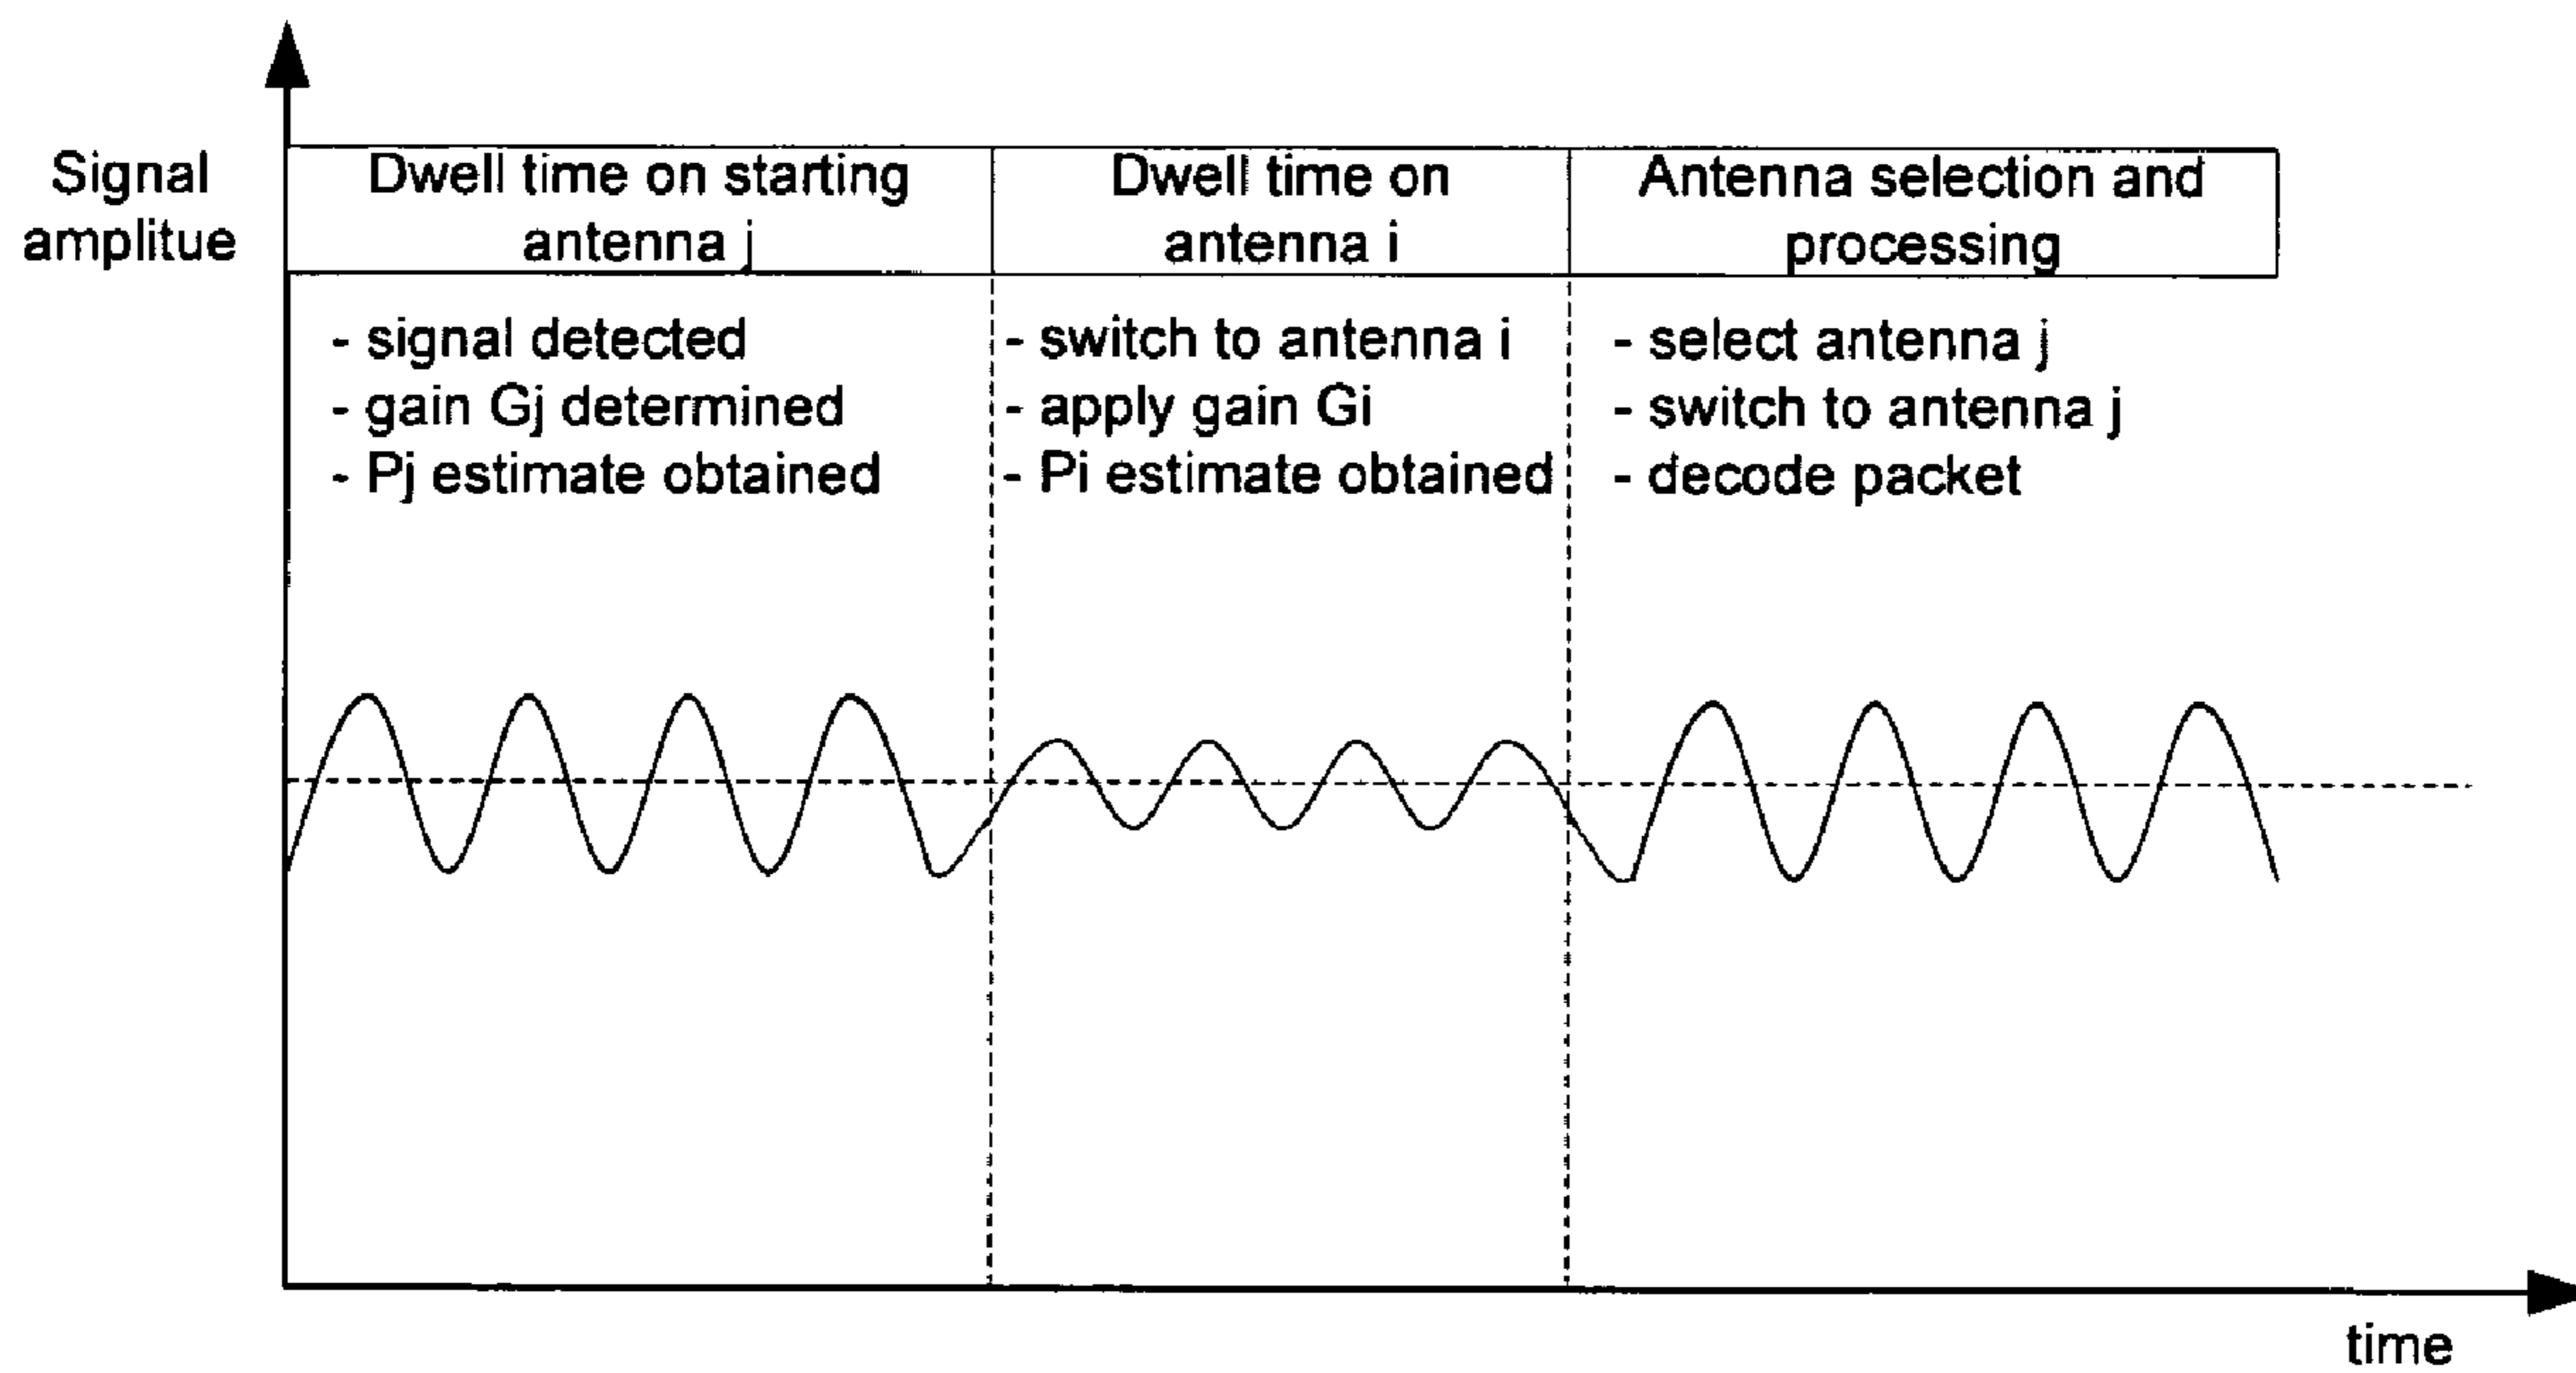 Signal
amplitue
Dwell time on starting
antenna j
Dwell time on
antenna i
Antenna selection and
processing
- signal detected
- gain Gj determined
- Pj estimate obtained
- switch to antenna i
- apply gain Gi
- Pi estimate obtained
- select antenna j
- switch to antenna j
- decode packet
time